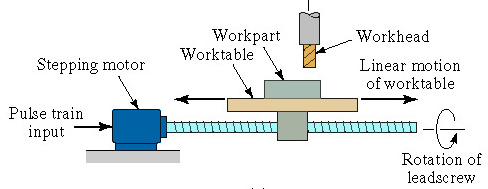 Workpart
Worktable
Workhead
Stepping motor
Linear motion
of worktable
Pulse train
input
Rotation of
leadscrew